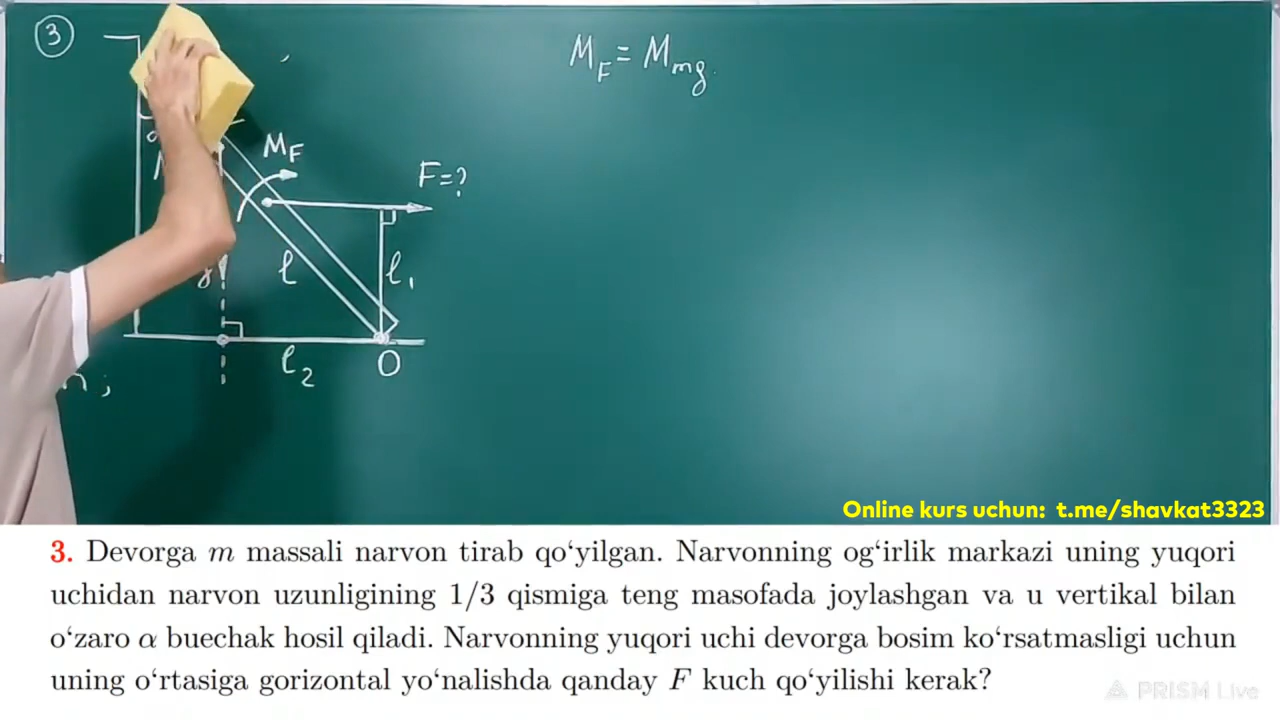 3
M_F = M_mg
M_F
F=?
l
l₁
l₂
O
Online kurs uchun: t.me/shavkat3323
3. Devorga m massali narvon tirab qo‘yilgan. Narvonning og‘irlik markazi uning yuqori
uchidan narvon uzunligining 1/3 qismiga teng masofada joylashgan va u vertikal bilan
o‘zaro α buechak hosil qiladi. Narvonning yuqori uchi devorga bosim ko‘rsatmasligi uchun
uning o‘rtasiga gorizontal yo‘nalishda qanday F kuch qo‘yilishi kerak?
PRISM Live